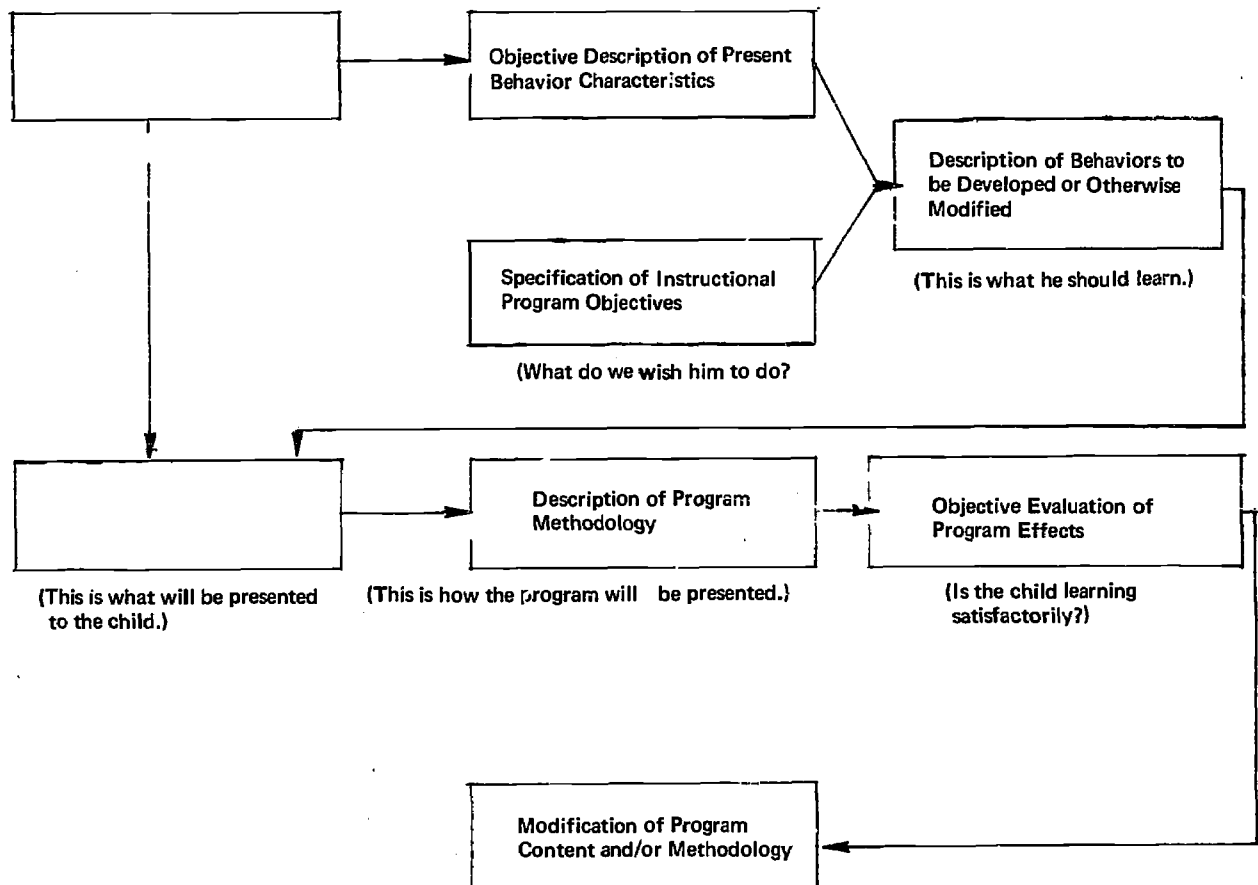 Objective Description of Present
Behavior Characteristics
Description of Behaviors to
be Developed or Otherwise
Modified
(This is what he should learn.)
Specification of Instructional
Program Objectives
(What do we wish him to do?
Description of Program
Methodology
Objective Evaluation of
Program Effects
(This is what will be presented
to the child.)
(This is how the program will be presented.)
(Is the child learning
satisfactorily?)
Modification of Program
Content and/or Methodology